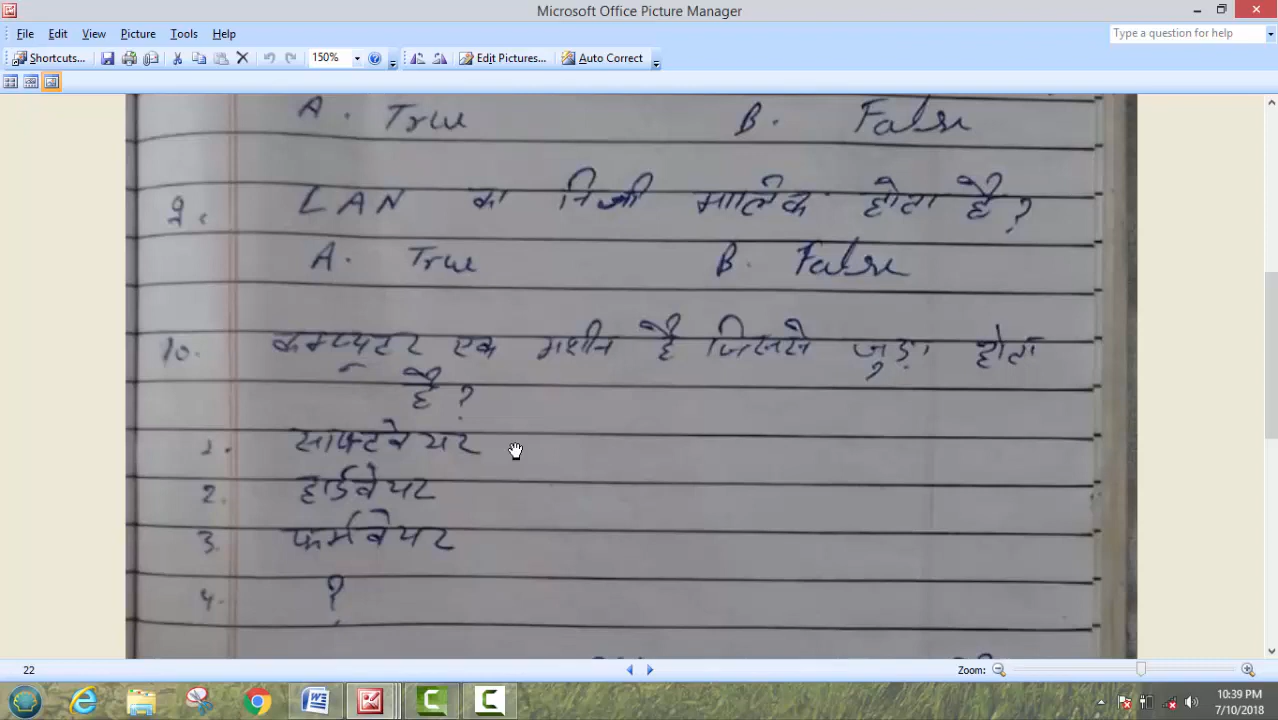 Microsoft Office Picture Manager
File Edit View Picture Tools Help
Type a question for help
Shortcuts... 150% Edit Pictures... Auto Correct
A. True B. False
9. LAN का निजी मालिक होता है?
A. True B. False
10. कम्प्यूटर एक मशीन है जिससे जुड़ा होता
है?
1. साफ्टवेयर
2. हार्डवेयर
3. फर्मवेयर
4. ?
22 Zoom:
10:39 PM
7/10/2018